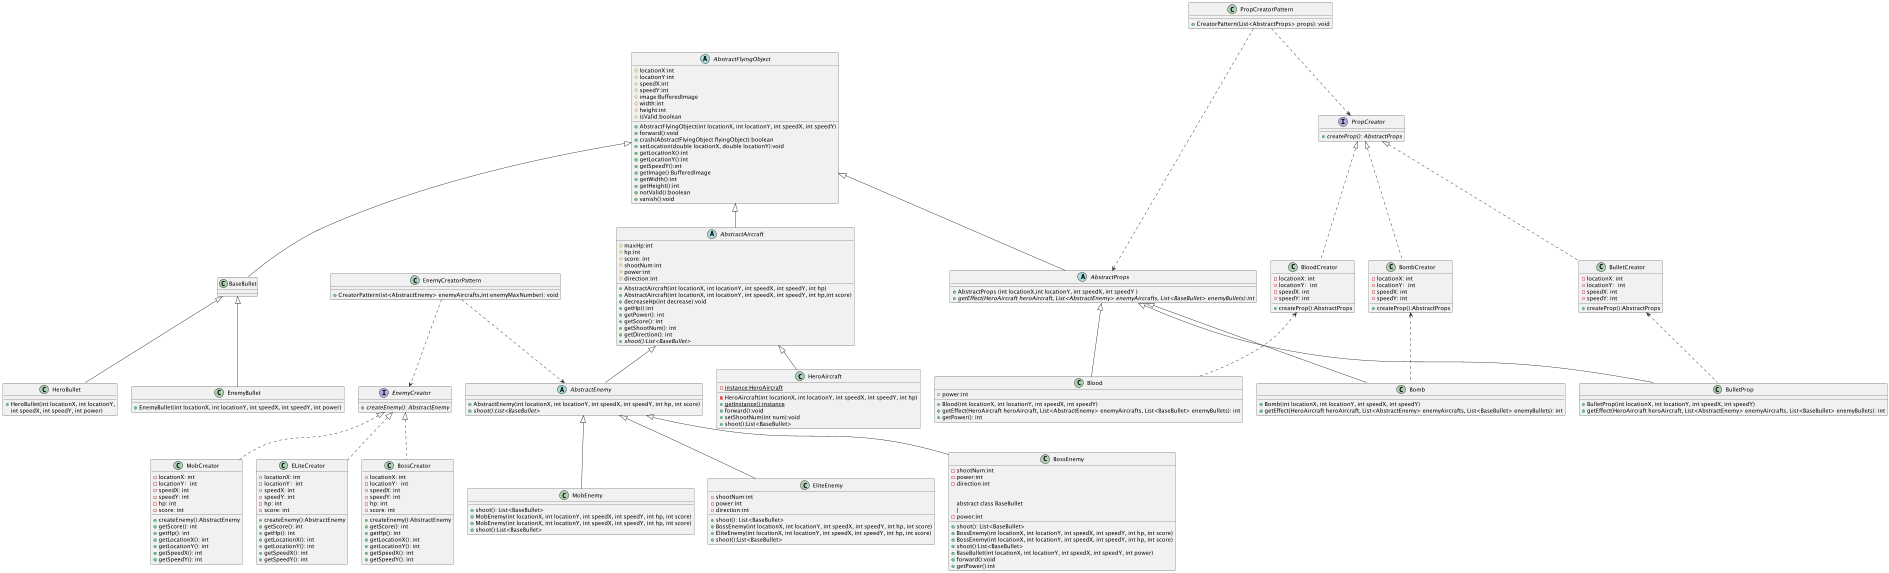 PropCreatorPattern
CreatorPattern(List<AbstractProps> props): void
AbstractFlyingObject
locationX:int
locationY:int
speedX:int
speedY:int
image:BufferedImage
width:int
height:int
isValid:boolean
AbstractFlyingObject(int locationX, int locationY, int speedX, int speedY)
forward():void
crash(AbstractFlyingObject flyingObject):boolean
setLocation(double locationX, double locationY):void
getLocationX():int
getLocationY():int
getSpeedY():int
getImage():BufferedImage
getWidth():int
getHeight():int
notValid():boolean
vanish():void
PropCreator
createProp(): AbstractProps
BaseBullet
EnemyCreatorPattern
CreatorPattern(ist<AbstractEnemy> enemyAircrafts,int enemyMaxNumber): void
AbstractAircraft
maxHp:int
hp:int
score: int
shootNum:int
power:int
direction:int
AbstractAircraft(int locationX, int locationY, int speedX, int speedY, int hp)
AbstractAircraft(int locationX, int locationY, int speedX, int speedY, int hp,int score)
decreaseHp(int decrease):void
getHp():int
getPower(): int
getScore(): int
getShootNum(): int
getDirection(): int
shoot():List<BaseBullet>
AbstractProps
AbstractProps (int locationX,int locationY, int speedX, int speedY )
getEffect(HeroAircraft heroAircraft, List<AbstractEnemy> enemyAircrafts, List<BaseBullet> enemyBullets):int
BloodCreator
locationX: int
locationY：int
speedX: int
speedY: int
createProp():AbstractProps
BombCreator
locationX: int
locationY：int
speedX: int
speedY: int
createProp():AbstractProps
BulletCreator
locationX: int
locationY：int
speedX: int
speedY: int
createProp():AbstractProps
HeroBullet
HeroBullet(int locationX, int locationY,
int speedX, int speedY, int power)
EnemyBullet
EnemyBullet(int locationX, int locationY, int speedX, int speedY, int power)
EnemyCreator
createEnemy(): AbstractEnemy
AbstractEnemy
AbstractEnemy(int locationX, int locationY, int speedX, int speedY, int hp, int score)
shoot():List<BaseBullet>
HeroAircraft
instance:HeroAircraft
HeroAircraft(int locationX, int locationY, int speedX, int speedY, int hp)
getInstance():instance
forward():void
setShootNum(int num):void
shoot():List<BaseBullet>
Blood
power:int
Blood(int locationX, int locationY, int speedX, int speedY)
getEffect(HeroAircraft heroAircraft, List<AbstractEnemy> enemyAircrafts, List<BaseBullet> enemyBullets): int
getPower(): int
Bomb
Bomb(int locationX, int locationY, int speedX, int speedY)
getEffect(HeroAircraft heroAircraft, List<AbstractEnemy> enemyAircrafts, List<BaseBullet> enemyBullets): int
BulletProp
BulletProp(int locationX, int locationY, int speedX, int speedY)
getEffect(HeroAircraft heroAircraft, List<AbstractEnemy> enemyAircrafts, List<BaseBullet> enemyBullets): int
MobCreator
locationX: int
locationY：int
speedX: int
speedY: int
hp: int
score: int
createEnemy():AbstractEnemy
getScore(): int
getHp(): int
getLocationX(): int
getLocationY(): int
getSpeedX(): int
getSpeedY(): int
ELiteCreator
locationX: int
locationY：int
speedX: int
speedY: int
hp: int
score: int
createEnemy():AbstractEnemy
getScore(): int
getHp(): int
getLocationX(): int
getLocationY(): int
getSpeedX(): int
getSpeedY(): int
BossCreator
locationX: int
locationY：int
speedX: int
speedY: int
hp: int
score: int
createEnemy():AbstractEnemy
getScore(): int
getHp(): int
getLocationX(): int
getLocationY(): int
getSpeedX(): int
getSpeedY(): int
MobEnemy
shoot(): List<BaseBullet>
MobEnemy(int locationX, int locationY, int speedX, int speedY, int hp, int score)
MobEnemy(int locationX, int locationY, int speedX, int speedY, int hp, int score)
shoot():List<BaseBullet>
EliteEnemy
shootNum:int
power:int
direction:int
shoot(): List<BaseBullet>
BossEnemy(int locationX, int locationY, int speedX, int speedY, int hp, int score)
EliteEnemy(int locationX, int locationY, int speedX, int speedY, int hp, int score)
shoot():List<BaseBullet>
BossEnemy
shootNum:int
power:int
direction:int
abstract class BaseBullet
{
power:int
shoot(): List<BaseBullet>
BossEnemy(int locationX, int locationY, int speedX, int speedY, int hp, int score)
BossEnemy(int locationX, int locationY, int speedX, int speedY, int hp, int score)
shoot():List<BaseBullet>
BaseBullet(int locationX, int locationY, int speedX, int speedY, int power)
forward():void
getPower():int